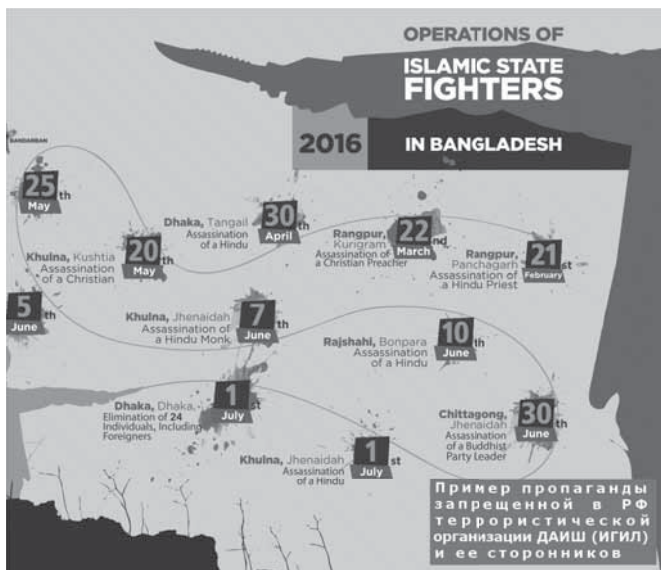 OPERATIONS OF
ISLAMIC STATE
FIGHTERS
2016
IN BANGLADESH
BANDARBAN
25th
May
Khulna, Kushtia
Assassination
of a Christian
20th
May
Dhaka, Tangail
Assassination
of a Hindu
30th
April
Rangpur,
Kurigram
Assassination of
a Christian Preacher
22nd
March
Rangpur,
Panchagarh
Assassination of
a Hindu Priest
21st
February
5th
June
Khulna, Jhenaidah
Assassination of
a Hindu Monk
7th
June
Rajshahi, Bonpara
Assassination
of a Hindu
10th
June
Dhaka, Dhaka,
Elimination of 24
Individuals, Including
Foreigners
1st
July
Khulna, Jhenaidah
Assassination
of a Hindu
1st
July
Chittagong,
Jhenaidah
Assassination
of a Buddhist
Party Leader
30th
June
Пример пропаганды
запрещенной в РФ
террористической
организации ДАИШ (ИГИЛ)
и ее сторонников